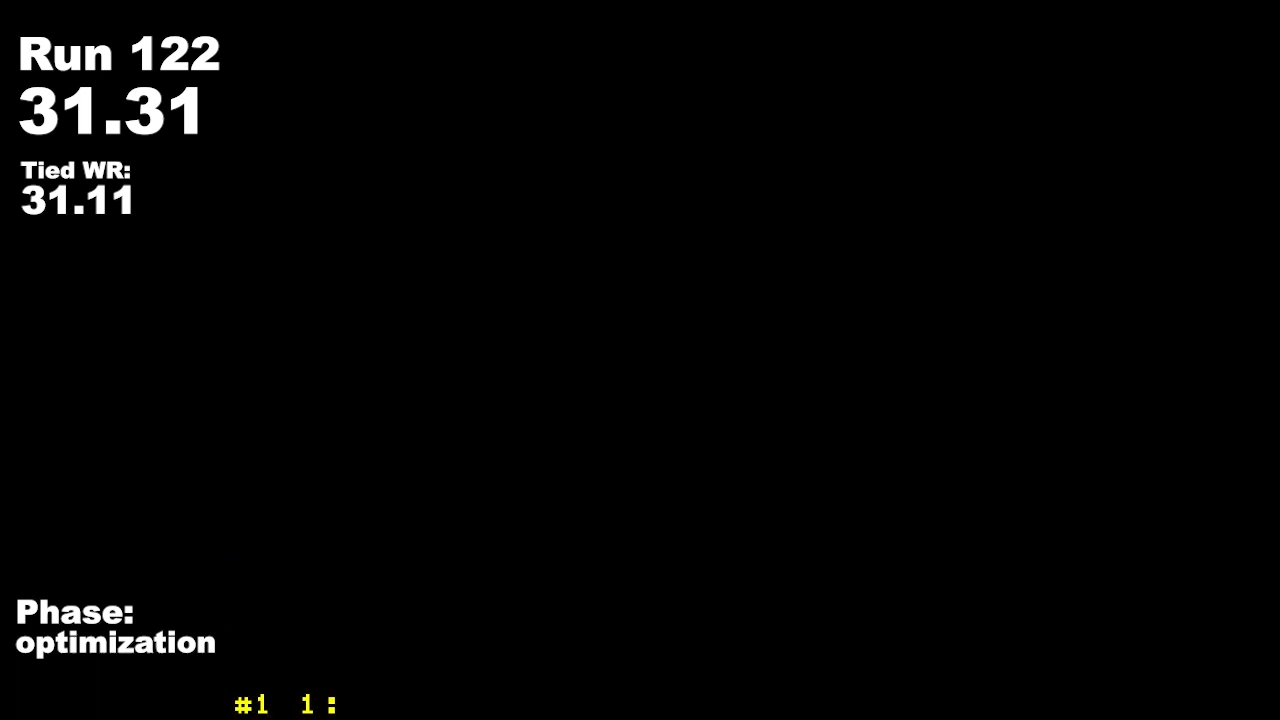 Run 122
31.31
Tied WR:
31.11
Phase:
optimization
#1 1: